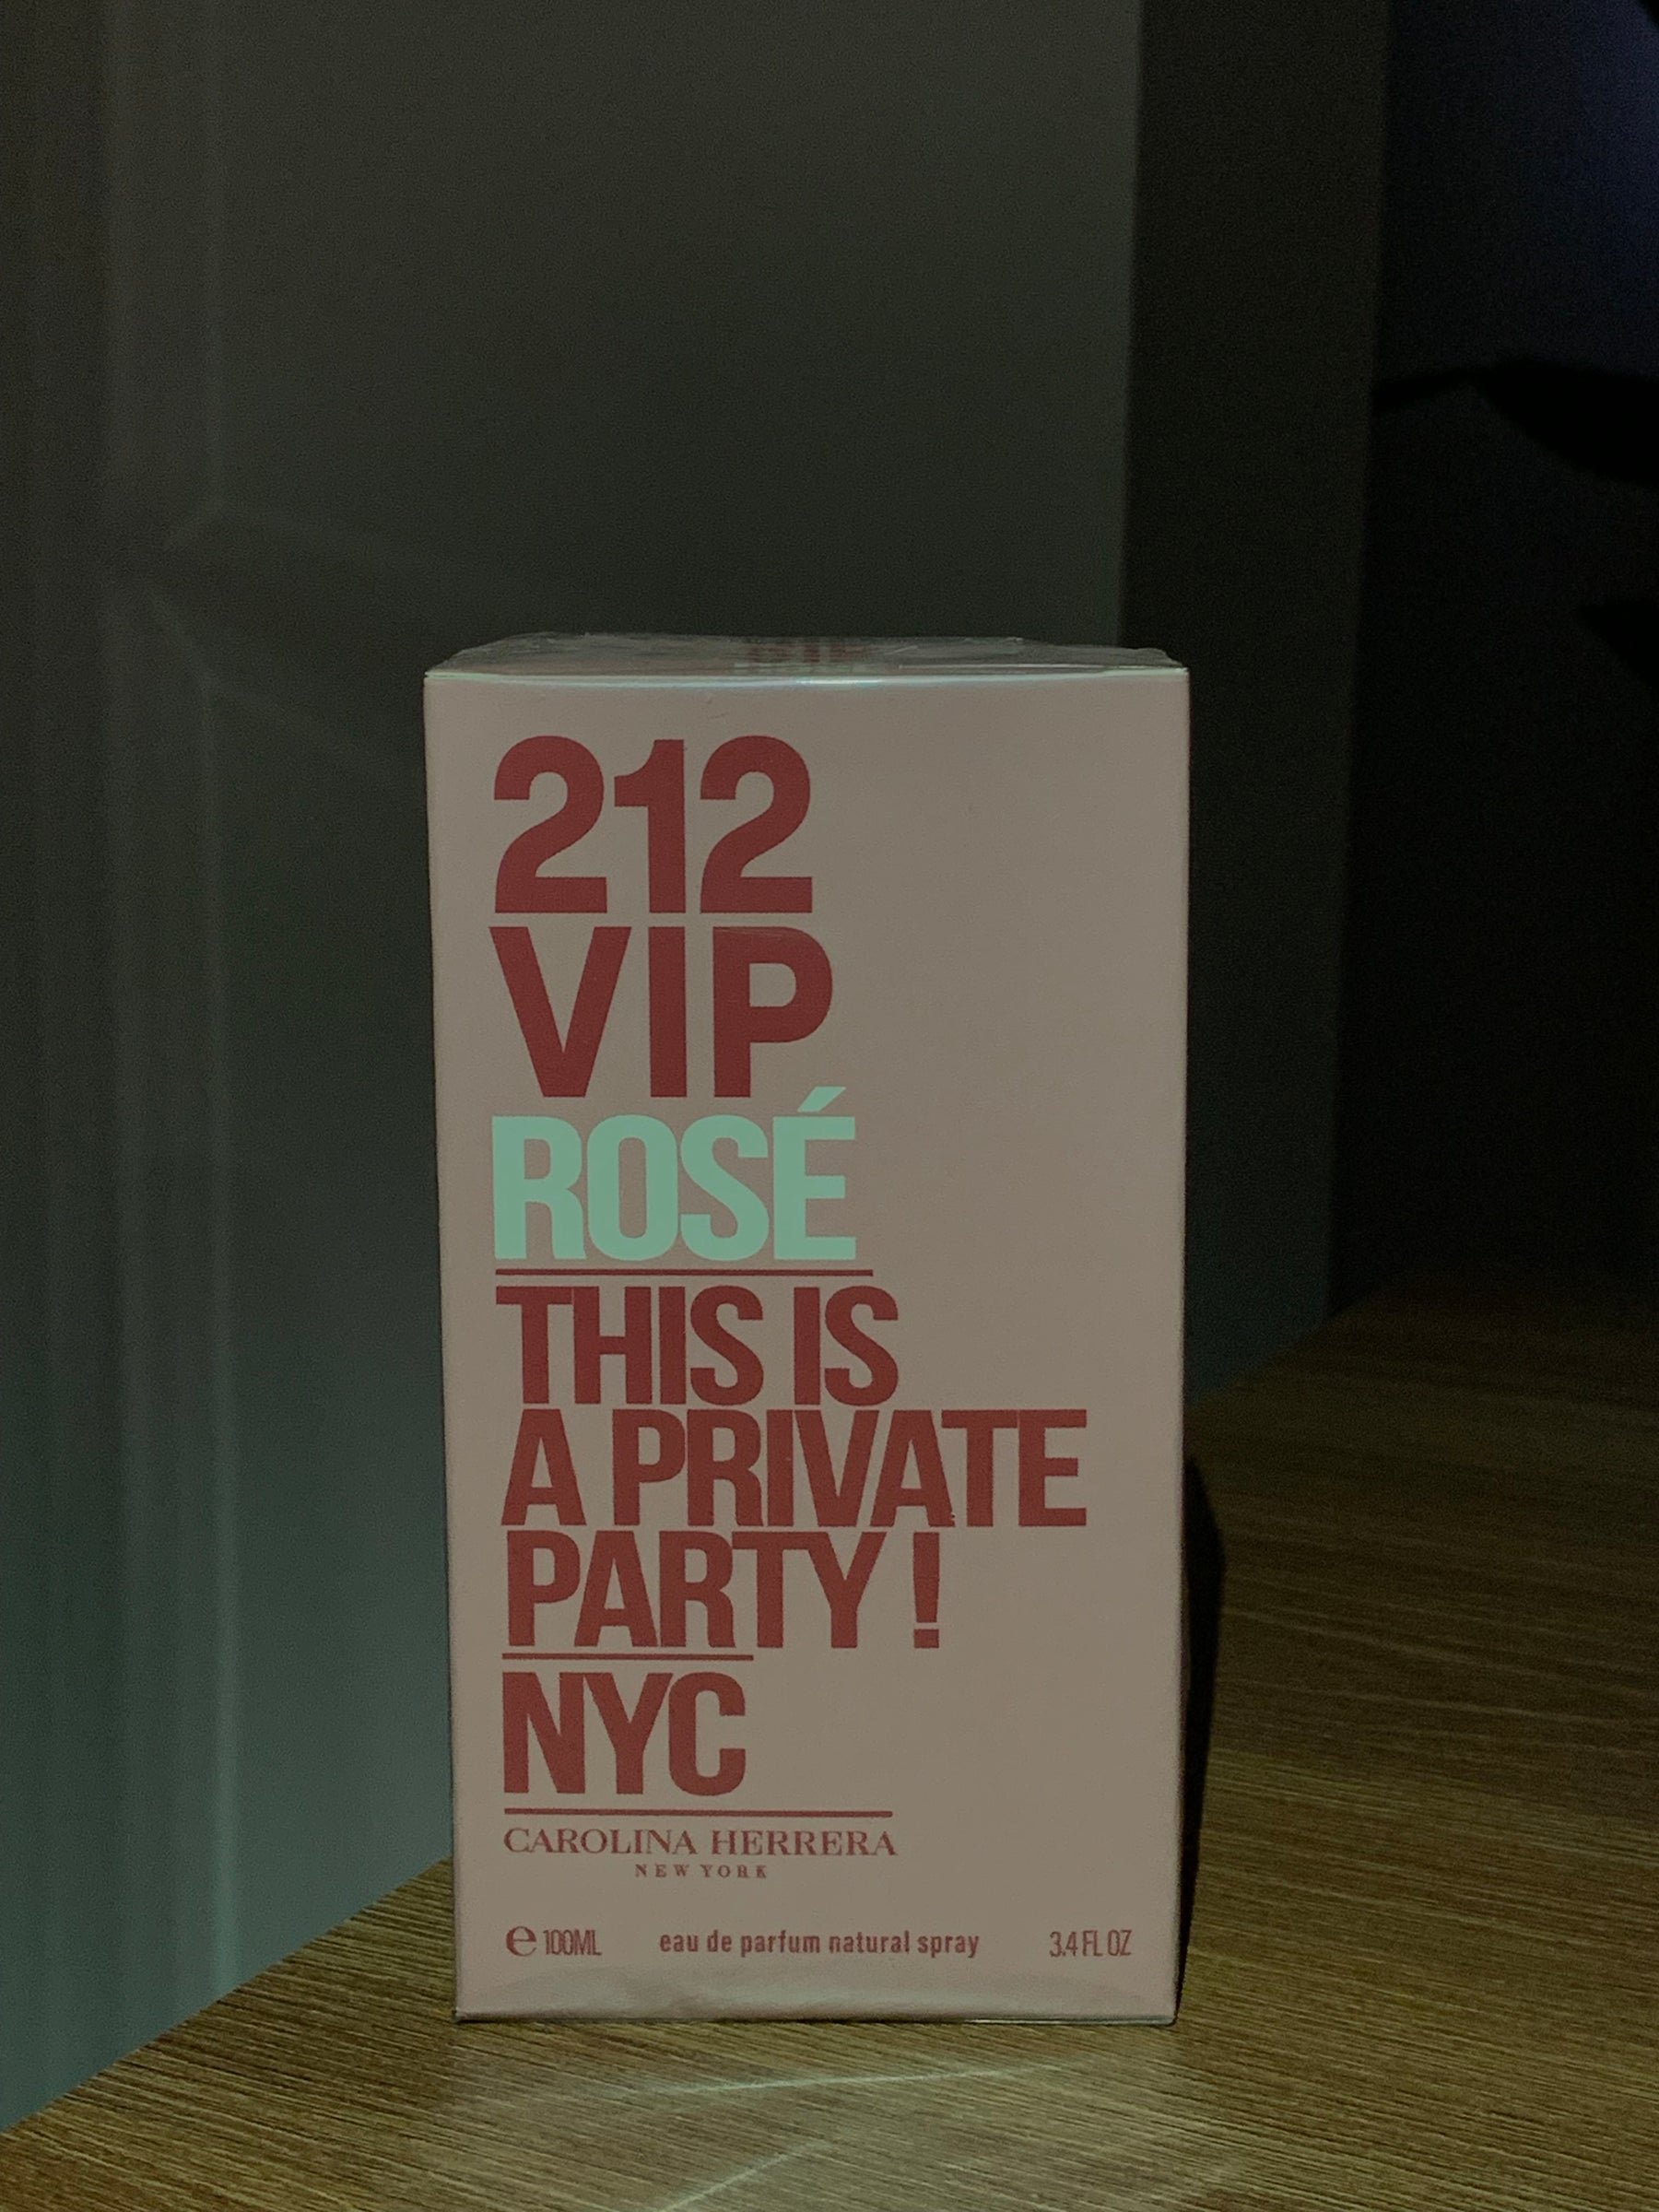 212
VIP
ROSÉ
THIS IS
A PRIVATE
PARTY !
NYC
CAROLINA HERRERA
NEW YORK
℮ 100ML eau de parfum natural spray 3.4 FL OZ